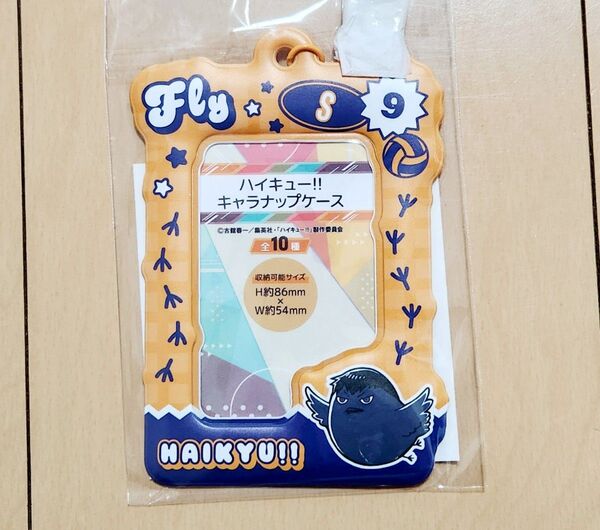 Fly
S
9
ハイキュー!!
キャラナップケース
©古舘春一／集英社・「ハイキュー!!」製作委員会
全10種
収納可能サイズ
H約86mm
×
W約54mm
HAIKYU!!